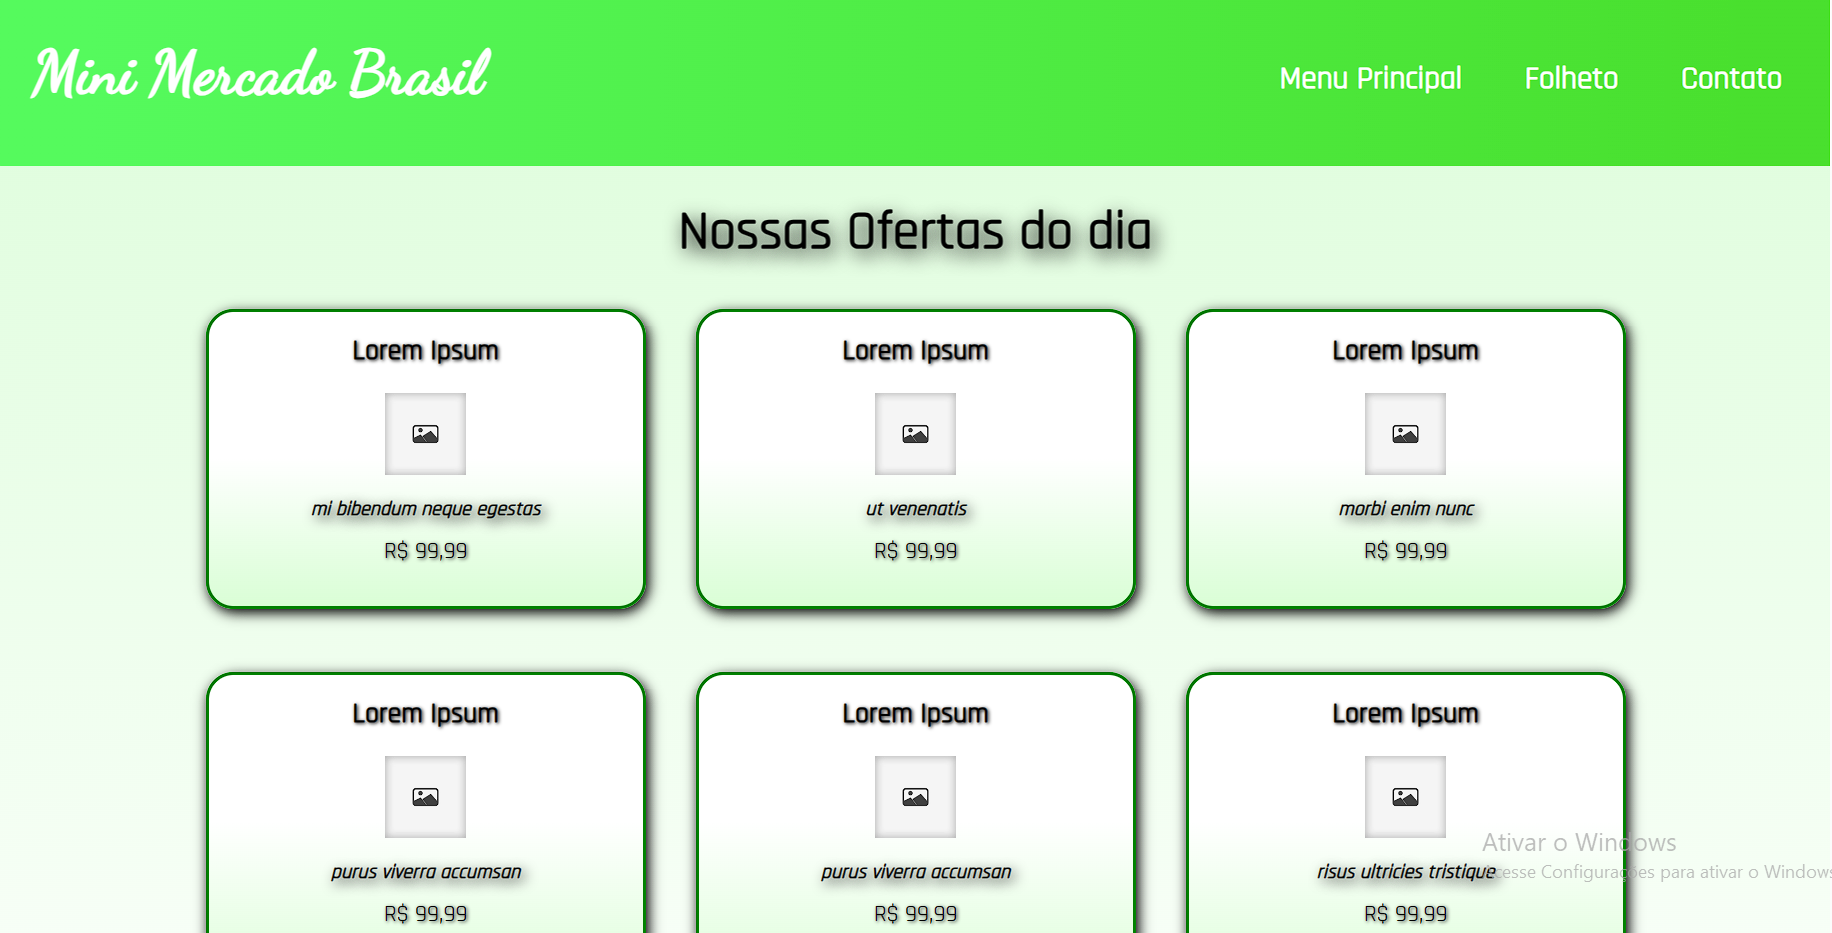 Mini Mercado Brasil
Menu Principal
Folheto
Contato
Nossas Ofertas do dia
Lorem Ipsum
mi bibendum neque egestas
R$ 99,99
Lorem Ipsum
ut venenatis
R$ 99,99
Lorem Ipsum
morbi enim nunc
R$ 99,99
Lorem Ipsum
purus viverra accumsan
R$ 99,99
Lorem Ipsum
purus viverra accumsan
R$ 99,99
Lorem Ipsum
risus ultricies tristique
R$ 99,99
Ativar o Windows
Acesse Configurações para ativar o Windows